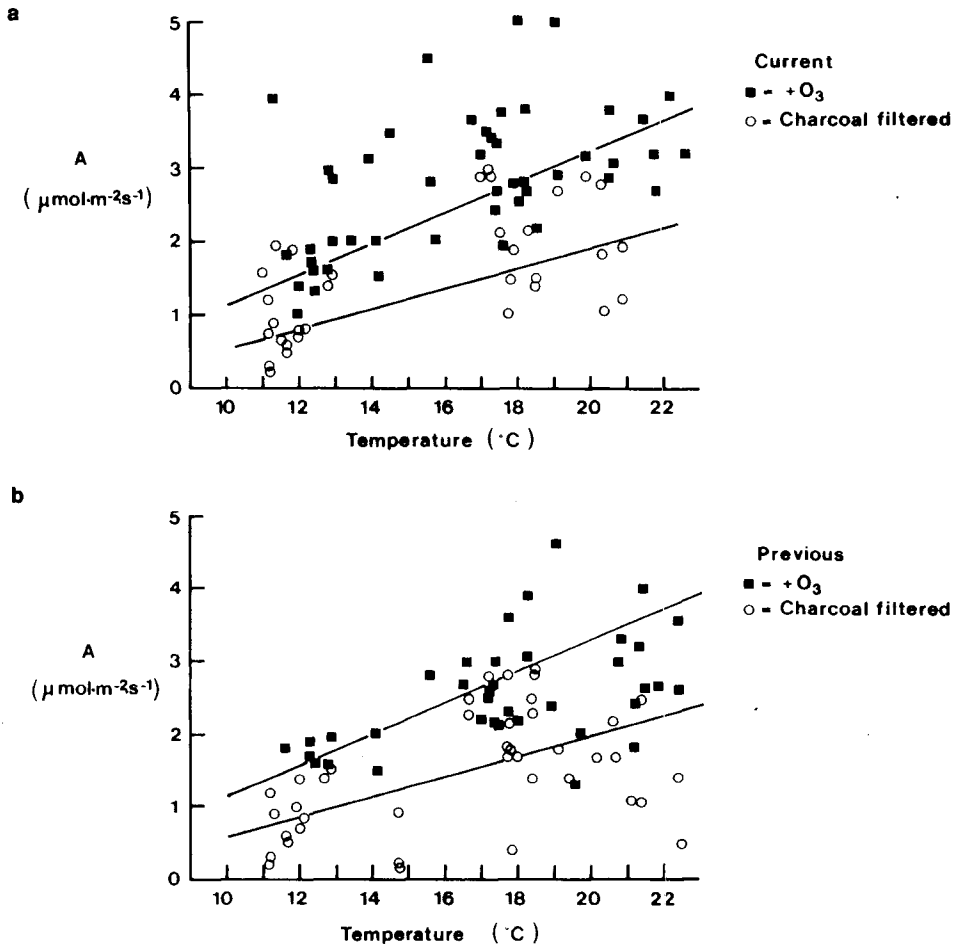 a
5
4
3
2
1
0
A
(μmol·m-2s-1)
10 12 14 16 18 20 22
Temperature (°C)
Current
■ = +O3
○ = Charcoal filtered
b
5
4
3
2
1
0
A
(μmol·m-2s-1)
10 12 14 16 18 20 22
Temperature (°C)
Previous
■ = +O3
○ = Charcoal filtered